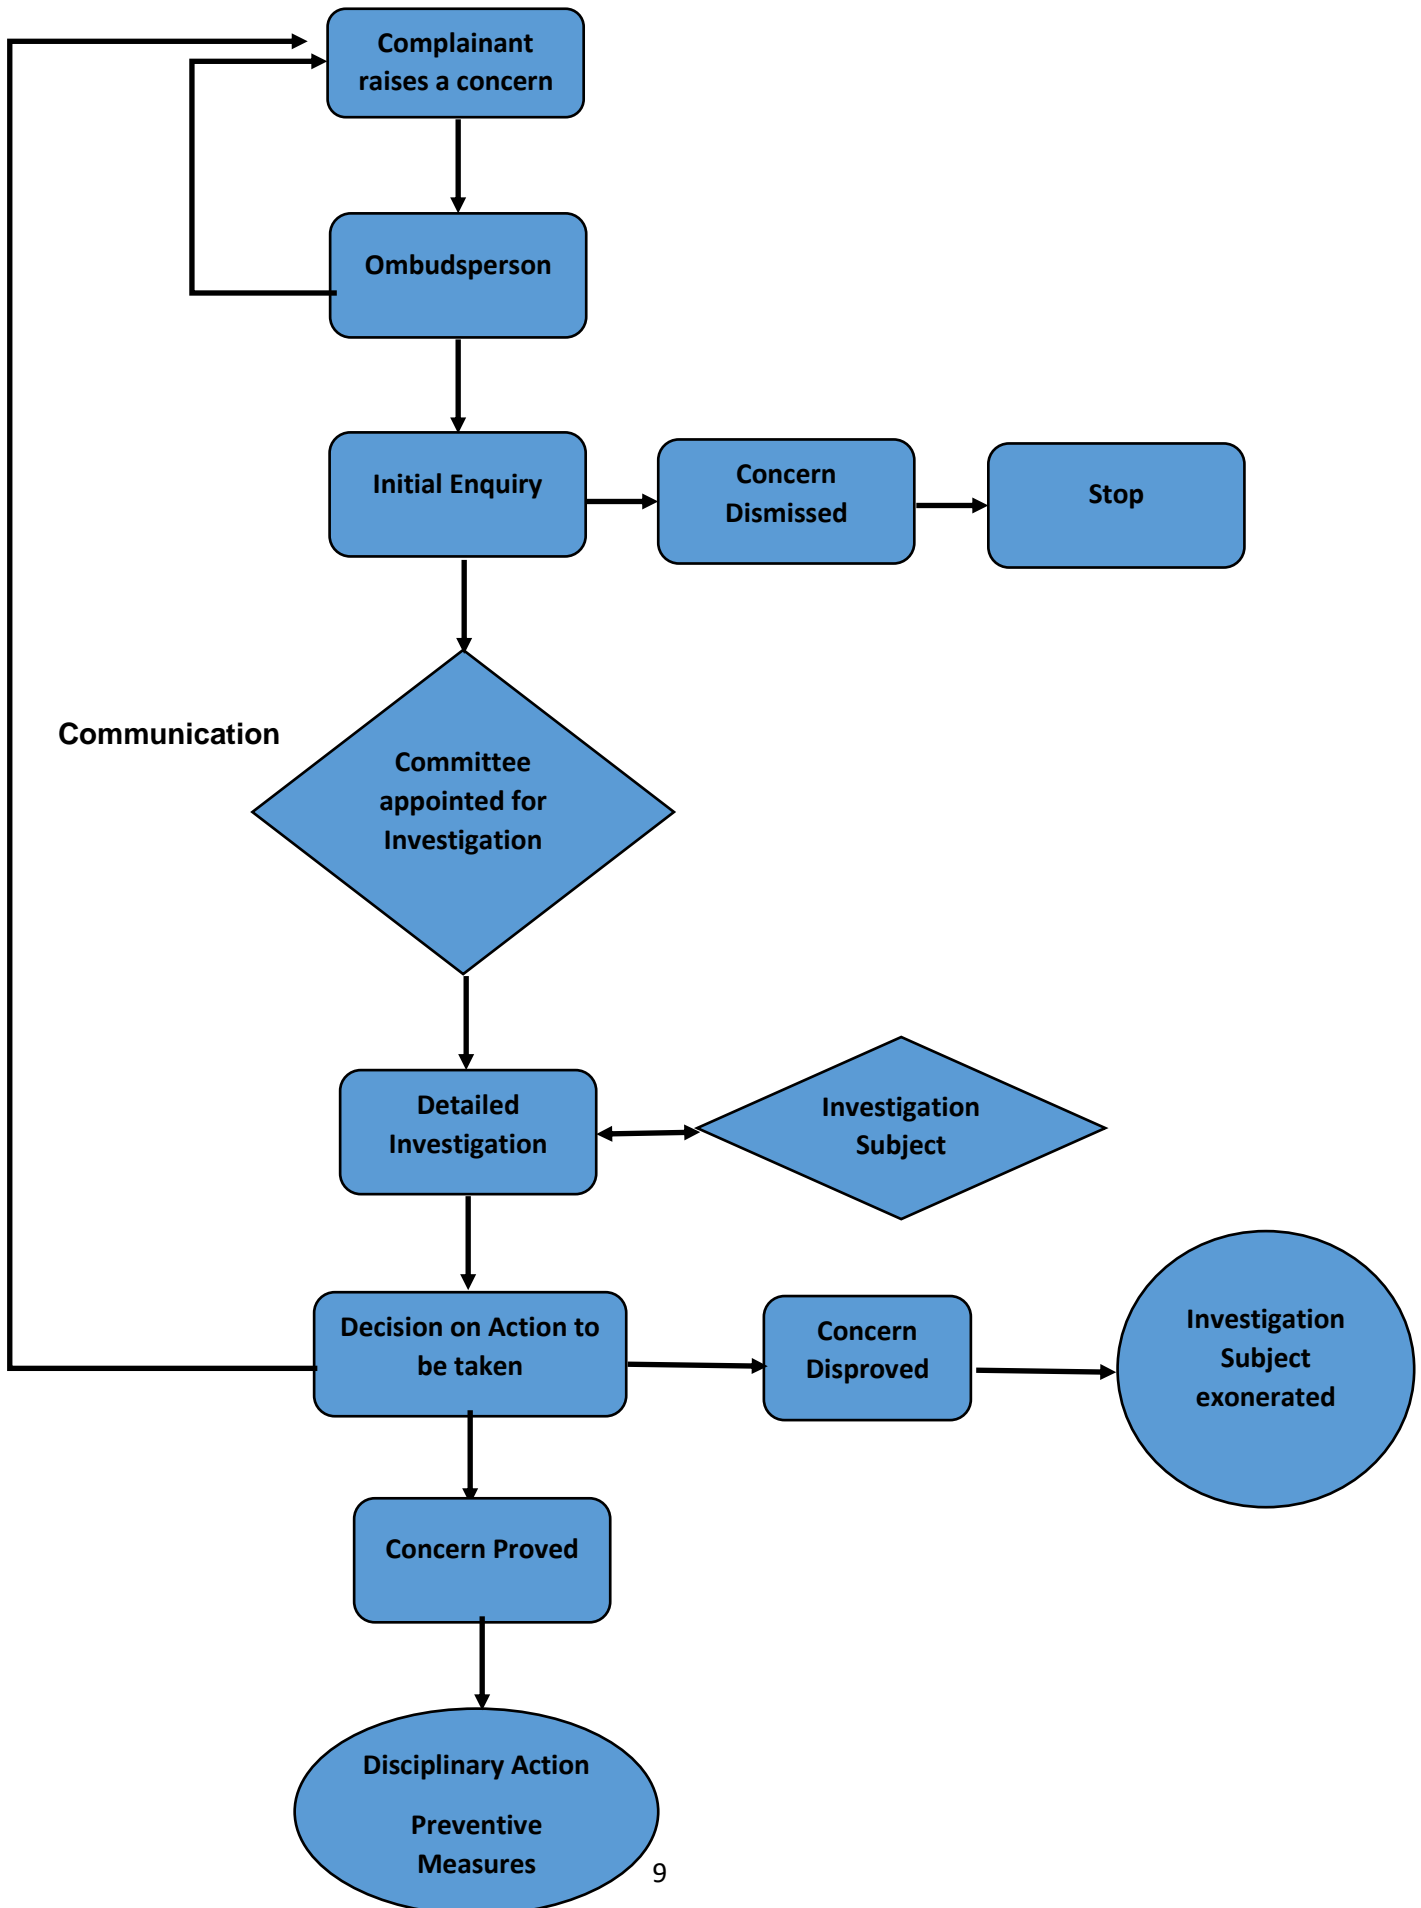 Complainant
raises a concern
Ombudsperson
Initial Enquiry
Concern
Dismissed
Stop
Communication
Committee
appointed for
Investigation
Detailed
Investigation
Investigation
Subject
Decision on Action to
be taken
Concern
Disproved
Investigation
Subject
exonerated
Concern Proved
Disciplinary Action
Preventive
Measures
9